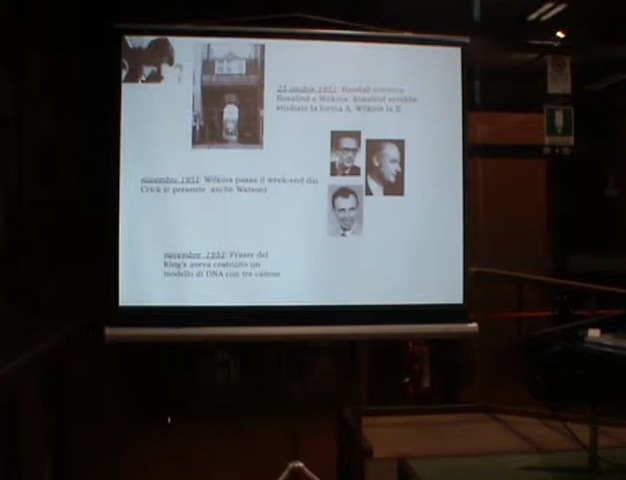 25 ottobre 1951: Randall convoca
Rosalind e Wilkins: Rosalind avrebbe
studiato la forma A, Wilkins la B
novembre 1951: Wilkins passa il week-end dai
Crick (è presente anche Watson)
novembre 1951: Fraser del
King's aveva costruito un
modello di DNA con tre catene